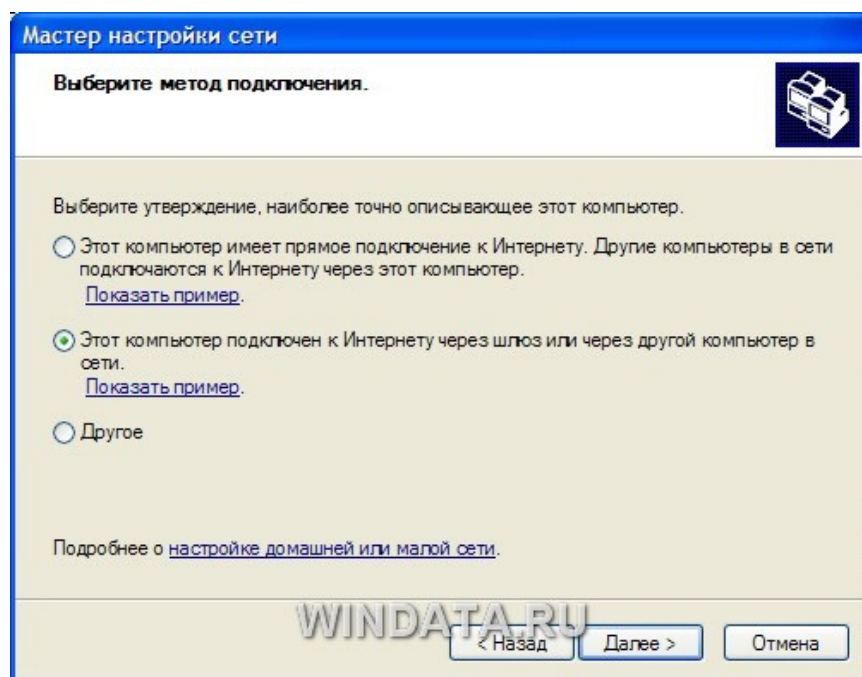 Мастер настройки сети
Выберите метод подключения.
Выберите утверждение, наиболее точно описывающее этот компьютер.
Этот компьютер имеет прямое подключение к Интернету. Другие компьютеры в сети
подключаются к Интернету через этот компьютер.
Показать пример.
Этот компьютер подключен к Интернету через шлюз или через другой компьютер в
сети.
Показать пример.
Другое
Подробнее о настройке домашней или малой сети.
WINDATA.RU
< Назад Далее > Отмена